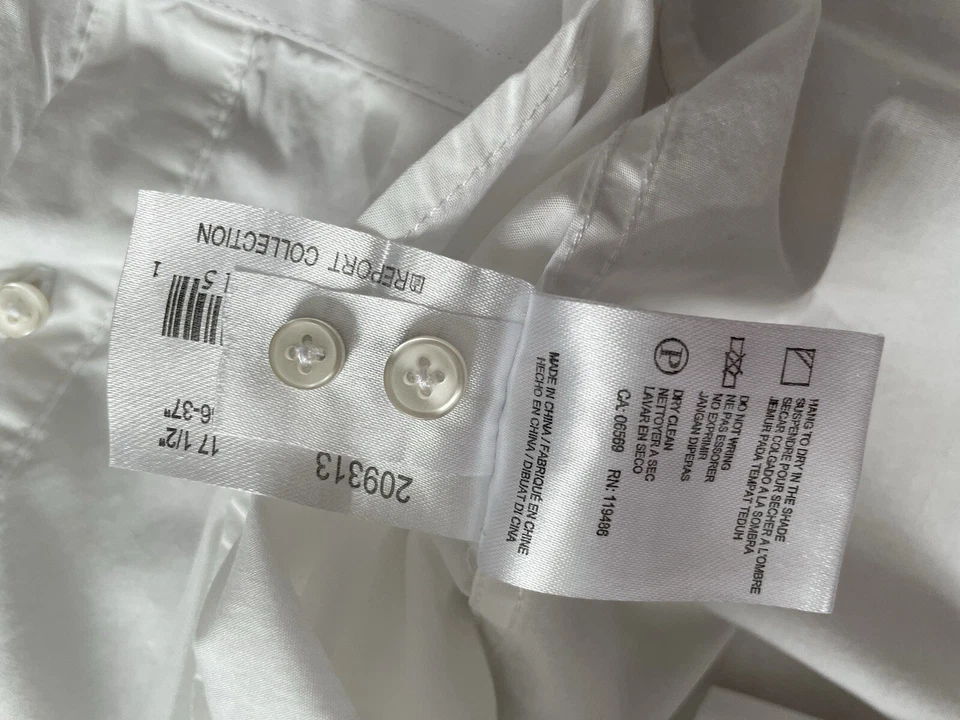 209313
17 1/2"
6-37"
1 5
1
REPORT COLLECTION
HANG TO DRY IN THE SHADE
SUSPENDRE POUR SECHER A L'OMBRE
SECAR COLGADO A LA SOMBRA
JEMUR PADA TEMPAT TEDUH
DO NOT WRING
NE PAS ESSORER
NO EXPRIMIR
JANGAN DIPERAS
P
DRY CLEAN
NETTOYER A SEC
LAVAR EN SECO
CA: 06569 RN: 119486
MADE IN CHINA / FABRIQUÉ EN CHINE
HECHO EN CHINA / DIBUAT DI CINA